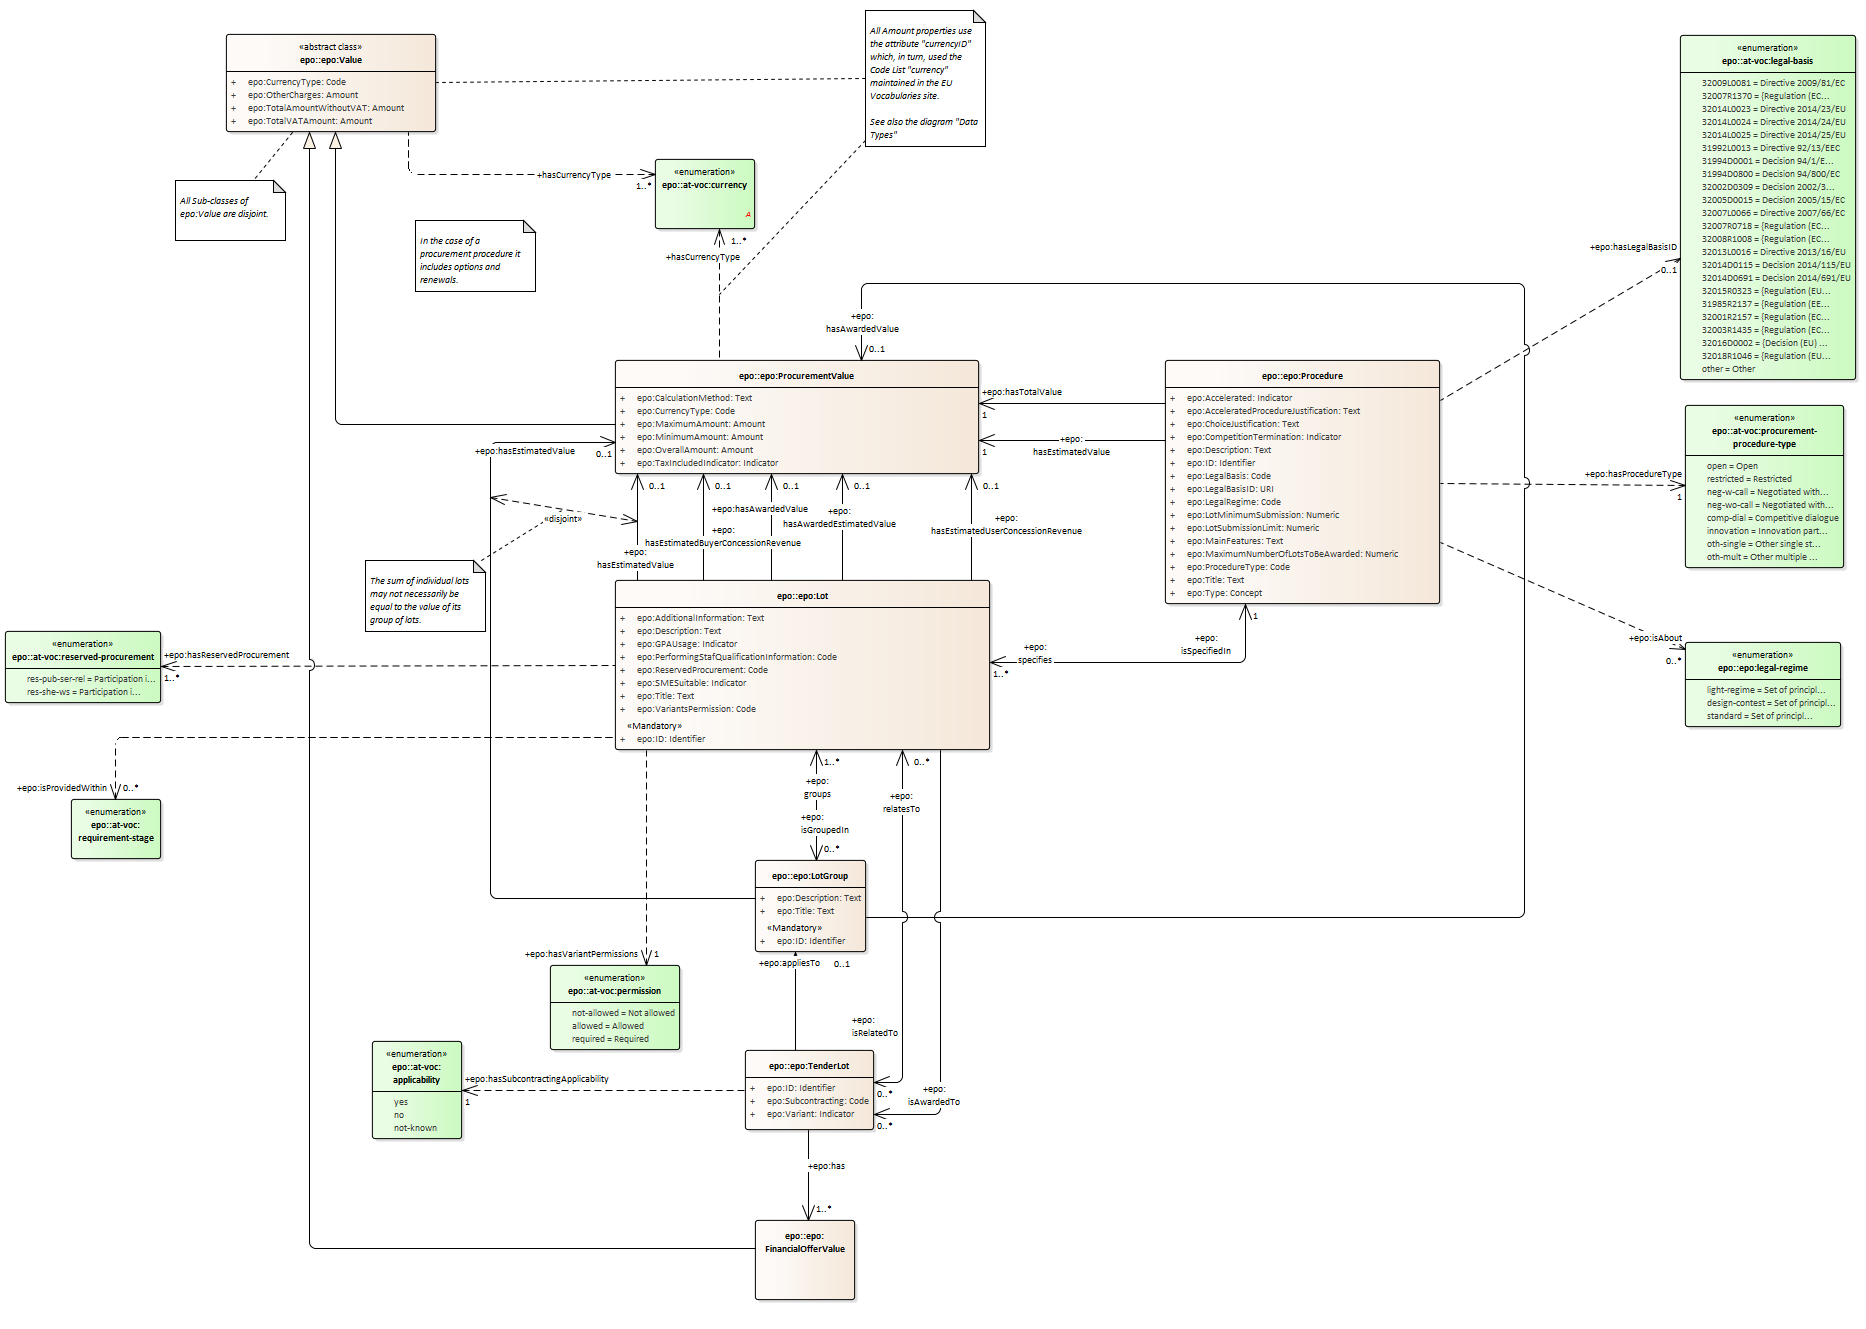 «abstract class»
epo::epo:Value
+ epo:CurrencyType: Code
+ epo:OtherCharges: Amount
+ epo:TotalAmountWithoutVAT: Amount
+ epo:TotalVATAmount: Amount
All Amount properties use
the attribute "currencyID"
which, in turn, used the
Code List "currency"
maintained in the EU
Vocabularies site.
See also the diagram "Data
Types"
All Sub-classes of
epo:Value are disjoint.
In the case of a
procurement procedure it
includes options and
renewals.
+hasCurrencyType
1..*
«enumeration»
epo::at-voc:currency
A
1..*
+hasCurrencyType
«enumeration»
epo::at-voc:legal-basis
32009L0081 = Directive 2009/81/EC
32007R1370 = {Regulation (EC...
32014L0023 = Directive 2014/23/EU
32014L0024 = Directive 2014/24/EU
32014L0025 = Directive 2014/25/EU
31992L0013 = Directive 92/13/EEC
31994D0001 = Decision 94/1/E...
31994D0800 = Decision 94/800/EC
32002D0309 = Decision 2002/3...
32005D0015 = Decision 2005/15/EC
32007L0066 = Directive 2007/66/EC
32007R0718 = {Regulation (EC...
32008R1008 = {Regulation (EC...
32013L0016 = Directive 2013/16/EU
32014D0115 = Decision 2014/115/EU
32014D0691 = Decision 2014/691/EU
32015R0323 = {Regulation (EU...
31985R2137 = {Regulation (EE...
32001R2157 = {Regulation (EC...
32003R1435 = {Regulation (EC...
32016D0002 = {Decision (EU) ...
32018R1046 = {Regulation (EU...
other = Other
+epo:hasLegalBasisID
0..1
+epo:
hasAwardedValue
0..1
epo::epo:ProcurementValue
+ epo:CalculationMethod: Text
+ epo:CurrencyType: Code
+ epo:MaximumAmount: Amount
+ epo:MinimumAmount: Amount
+ epo:OverallAmount: Amount
+ epo:TaxIncludedIndicator: Indicator
+epo:hasTotalValue
1
+epo:
hasEstimatedValue
1
epo::epo:Procedure
+ epo:Accelerated: Indicator
+ epo:AcceleratedProcedureJustification: Text
+ epo:ChoiceJustification: Text
+ epo:CompetitionTermination: Indicator
+ epo:Description: Text
+ epo:ID: Identifier
+ epo:LegalBasis: Code
+ epo:LegalBasisID: URI
+ epo:LegalRegime: Code
+ epo:LotMinimumSubmission: Numeric
+ epo:LotSubmissionLimit: Numeric
+ epo:MainFeatures: Text
+ epo:MaximumNumberOfLotsToBeAwarded: Numeric
+ epo:ProcedureType: Code
+ epo:Title: Text
+ epo:Type: Concept
+epo:hasProcedureType
1
«enumeration»
epo::at-voc:procurement-
procedure-type
open = Open
restricted = Restricted
neg-w-call = Negotiated with...
neg-wo-call = Negotiated with...
comp-dial = Competitive dialogue
innovation = Innovation part...
oth-single = Other single st...
oth-mult = Other multiple ...
+epo:isAbout
0..*
«enumeration»
epo::epo:legal-regime
light-regime = Set of principl...
design-contest = Set of principl...
standard = Set of principl...
+epo:hasEstimatedValue
0..1
«disjoint»
0..1
+epo:
hasEstimatedValue
0..1
+epo:
hasEstimatedBuyerConcessionRevenue
0..1
+epo:hasAwardedValue
0..1
+epo:
hasAwardedEstimatedValue
0..1
+epo:
hasEstimatedUserConcessionRevenue
The sum of individual lots
may not necessarily be
equal to the value of its
group of lots.
epo::epo:Lot
+ epo:AdditionalInformation: Text
+ epo:Description: Text
+ epo:GPAUsage: Indicator
+ epo:PerformingStafQualificationInformation: Code
+ epo:ReservedProcurement: Code
+ epo:SMESuitable: Indicator
+ epo:Title: Text
+ epo:VariantsPermission: Code
«Mandatory»
+ epo:ID: Identifier
+epo:
specifies
1..*
+epo:
isSpecifiedIn
1
«enumeration»
epo::at-voc:reserved-procurement
res-pub-ser-rel = Participation i...
res-she-ws = Participation i...
+epo:hasReservedProcurement
1..*
+epo:isProvidedWithin
0..*
«enumeration»
epo::at-voc:
requirement-stage
1..*
+epo:
groups
+epo:
isGroupedIn
0..*
0..*
+epo:
relatesTo
epo::epo:LotGroup
+ epo:Description: Text
+ epo:Title: Text
«Mandatory»
+ epo:ID: Identifier
+epo:appliesTo
0..1
+epo:hasVariantPermissions
1
«enumeration»
epo::at-voc:permission
not-allowed = Not allowed
allowed = Allowed
required = Required
+epo:
isRelatedTo
0..*
+epo:
isAwardedTo
0..*
«enumeration»
epo::at-voc:
applicability
yes
no
not-known
+epo:hasSubcontractingApplicability
1
epo::epo:TenderLot
+ epo:ID: Identifier
+ epo:Subcontracting: Code
+ epo:Variant: Indicator
+epo:has
1..*
epo::epo:
FinancialOfferValue